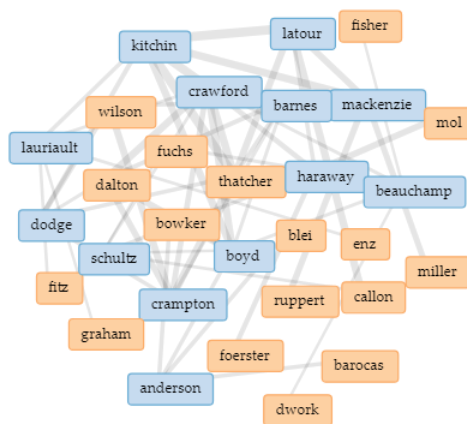 latour
fisher
kitchin
crawford
barnes
mackenzie
wilson
mol
lauriault
fuchs
dalton
thatcher
haraway
beauchamp
dodge
bowker
blei
enz
schultz
boyd
miller
fitz
crampton
ruppert
callon
graham
foerster
barocas
anderson
dwork